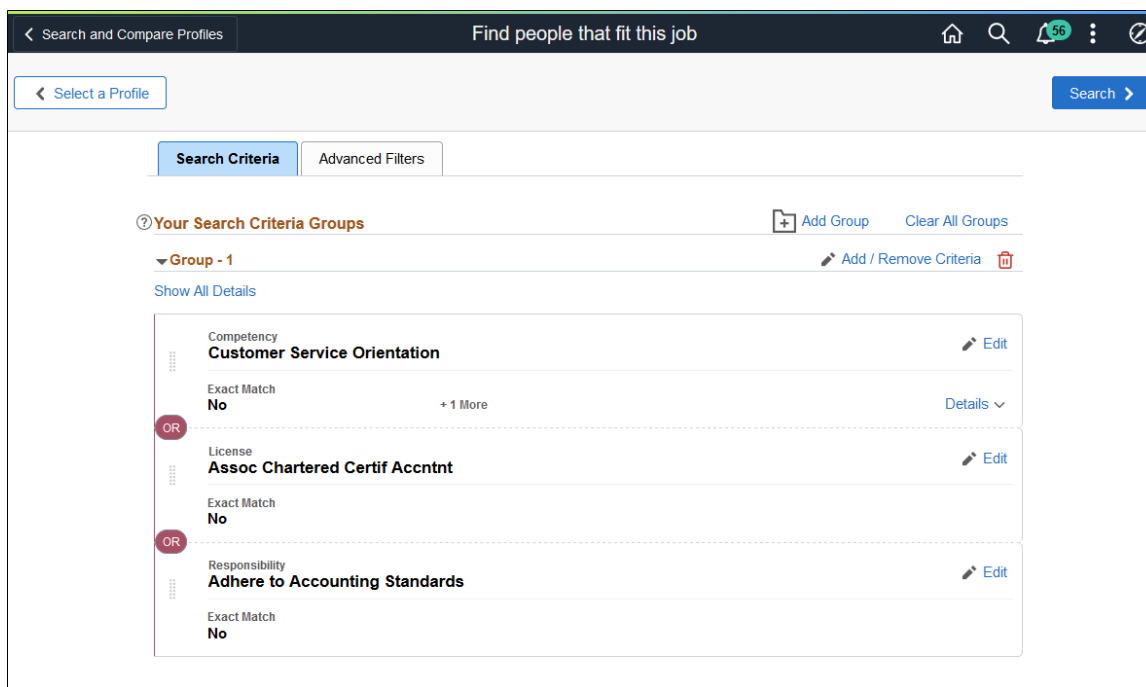 Search and Compare Profiles
Find people that fit this job
56
Select a Profile
Search
Search Criteria
Advanced Filters
Your Search Criteria Groups
Add Group
Clear All Groups
Group - 1
Add / Remove Criteria
Show All Details
Competency
Customer Service Orientation
Edit
Exact Match
No
+ 1 More
Details
OR
License
Assoc Chartered Certif Accntnt
Edit
Exact Match
No
OR
Responsibility
Adhere to Accounting Standards
Edit
Exact Match
No